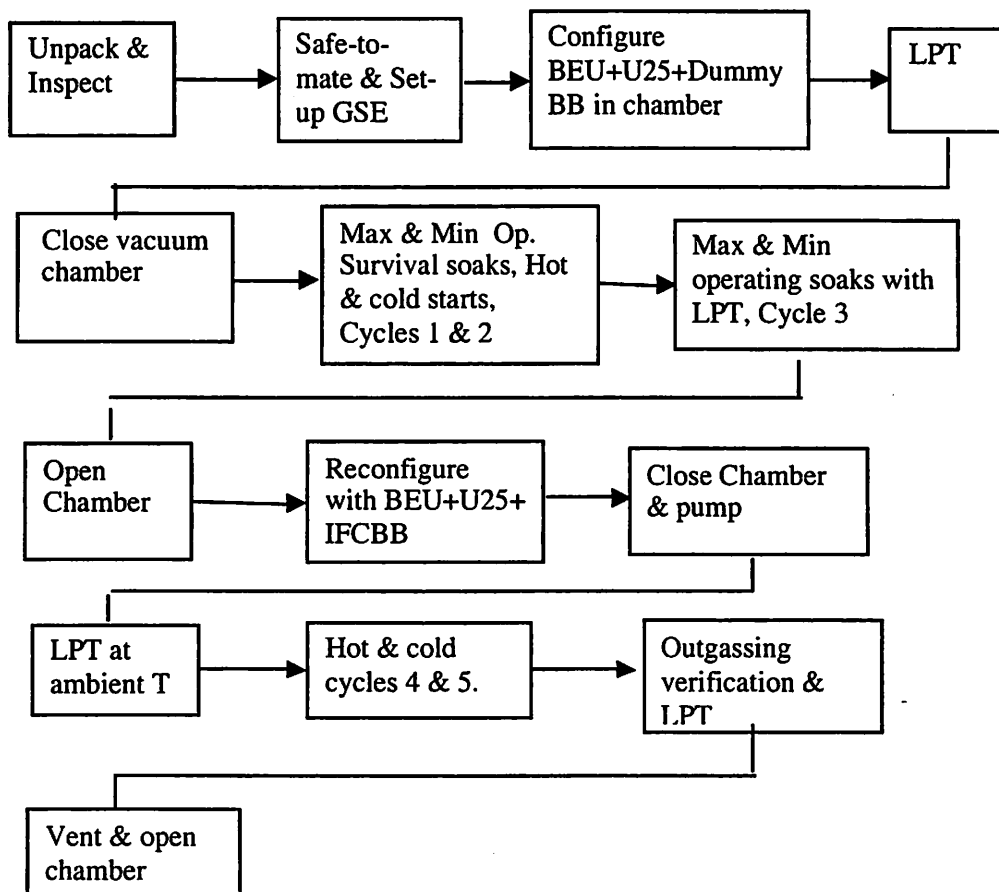 Unpack &
Inspect
Safe-to-
mate & Set-
up GSE
Configure
BEU+U25+Dummy
BB in chamber
LPT
Close vacuum
chamber
Max & Min Op.
Survival soaks, Hot
& cold starts,
Cycles 1 & 2
Max & Min
operating soaks with
LPT, Cycle 3
Open
Chamber
Reconfigure
with BEU+U25+
IFCBB
Close Chamber
& pump
LPT at
ambient T
Hot & cold
cycles 4 & 5.
Outgassing
verification &
LPT
Vent & open
chamber